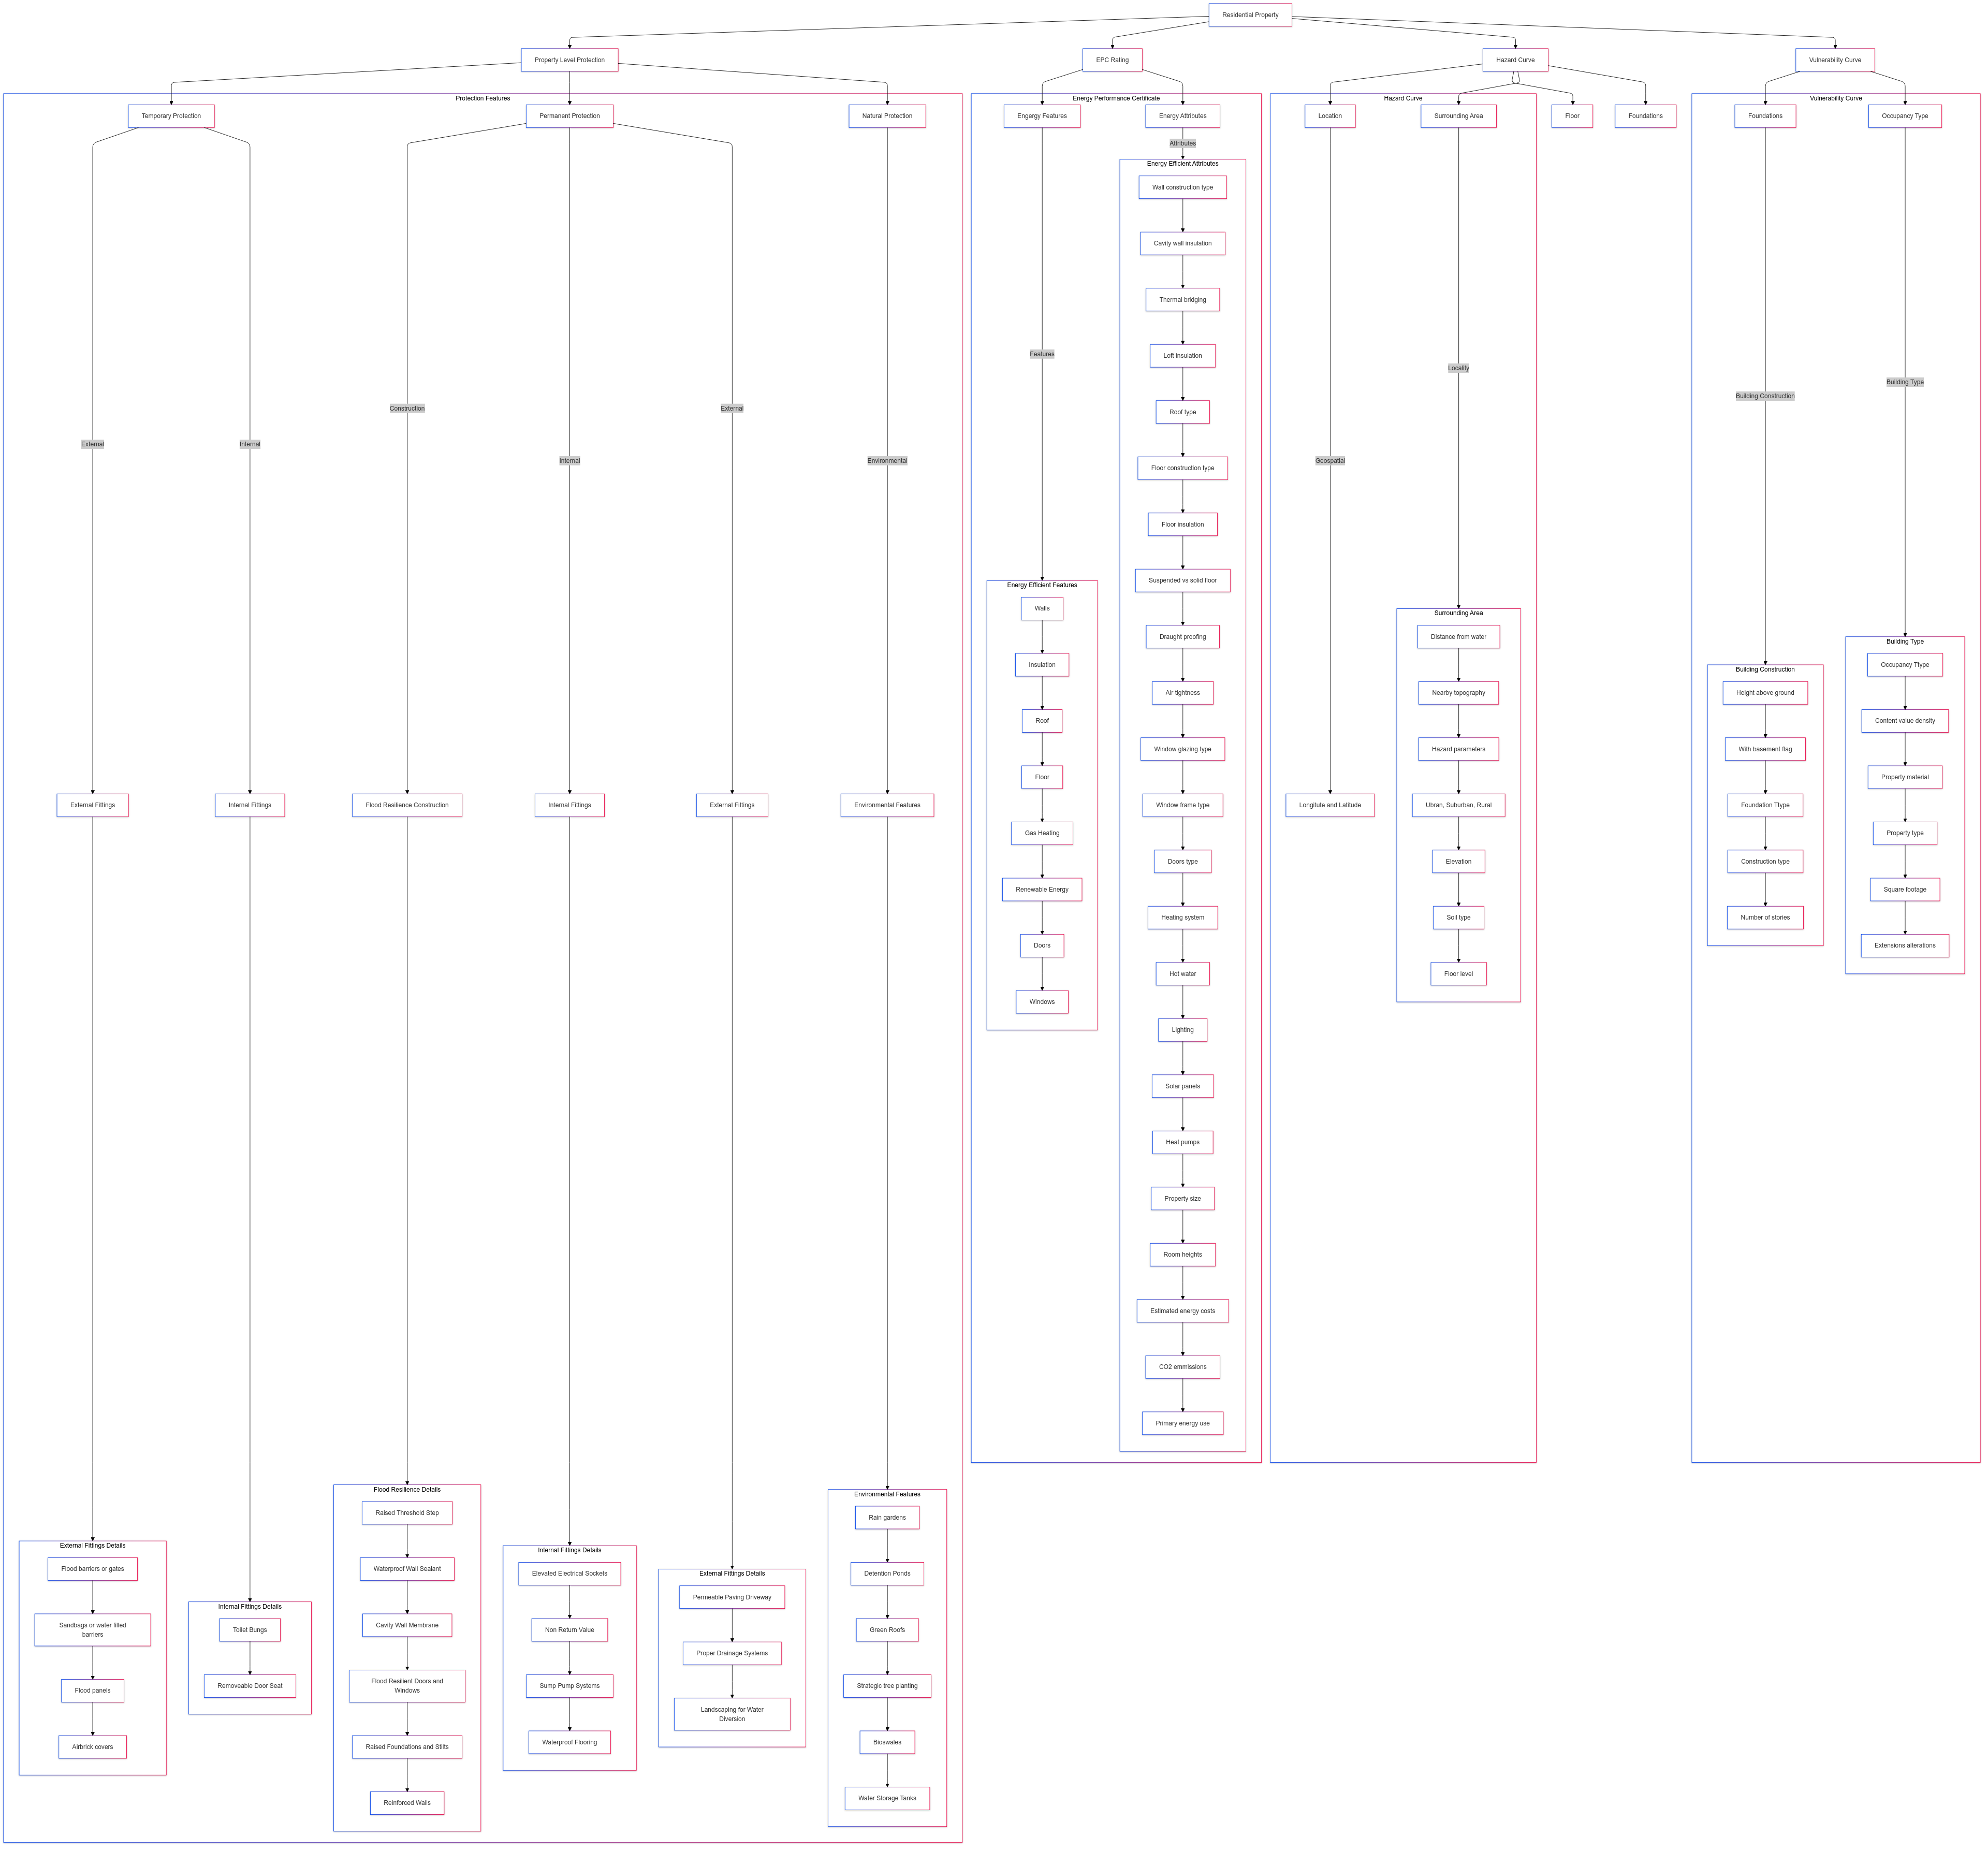 Residential Property
Property Level Protection
EPC Rating
Hazard Curve
Vulnerability Curve
Protection Features
Energy Performance Certificate
Hazard Curve
Vulnerability Curve
Temporary Protection
Permanent Protection
Natural Protection
Engergy Features
Energy Attributes
Location
Surrounding Area
Floor
Foundations
Foundations
Occupancy Type
External
Internal
Construction
Internal
External
Environmental
Features
Attributes
Geospatial
Locality
Building Construction
Building Type
External Fittings
Internal Fittings
Flood Resilience Construction
Internal Fittings
External Fittings
Environmental Features
External Fittings Details
Flood barriers or gates
Sandbags or water filled
barriers
Flood panels
Airbrick covers
Internal Fittings Details
Toilet Bungs
Removeable Door Seat
Flood Resilience Details
Raised Threshold Step
Waterproof Wall Sealant
Cavity Wall Membrane
Flood Resilient Doors and
Windows
Raised Foundations and Stilts
Reinforced Walls
Internal Fittings Details
Elevated Electrical Sockets
Non Return Value
Sump Pump Systems
Waterproof Flooring
External Fittings Details
Permeable Paving Driveway
Proper Drainage Systems
Landscaping for Water
Diversion
Environmental Features
Rain gardens
Detention Ponds
Green Roofs
Strategic tree planting
Bioswales
Water Storage Tanks
Energy Efficient Features
Walls
Insulation
Roof
Floor
Gas Heating
Renewable Energy
Doors
Windows
Energy Efficient Attributes
Wall construction type
Cavity wall insulation
Thermal bridging
Loft insulation
Roof type
Floor construction type
Floor insulation
Suspended vs solid floor
Draught proofing
Air tightness
Window glazing type
Window frame type
Doors type
Heating system
Hot water
Lighting
Solar panels
Heat pumps
Property size
Room heights
Estimated energy costs
CO2 emmissions
Primary energy use
Longitute and Latitude
Surrounding Area
Distance from water
Nearby topography
Hazard parameters
Ubran, Suburban, Rural
Elevation
Soil type
Floor level
Building Construction
Height above ground
With basement flag
Foundation Ttype
Construction type
Number of stories
Building Type
Occupancy Ttype
Content value density
Property material
Property type
Square footage
Extensions alterations